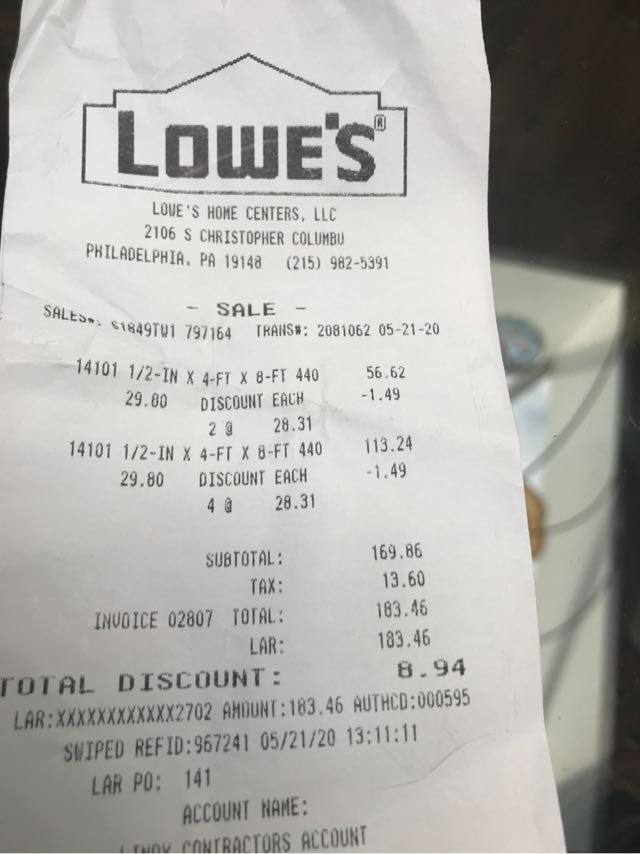 LOWE'S®
LOWE'S HOME CENTERS, LLC
2106 S CHRISTOPHER COLUMBU
PHILADELPHIA, PA 19148 (215) 982-5391
- SALE -
SALES#: S1849TW1 797164 TRANS#: 2081062 05-21-20
14101 1/2-IN X 4-FT X 8-FT 440 56.62
29.80 DISCOUNT EACH -1.49
2 @ 28.31
14101 1/2-IN X 4-FT X 8-FT 440 113.24
29.80 DISCOUNT EACH -1.49
4 @ 28.31
SUBTOTAL: 169.86
TAX: 13.60
INVOICE 02807 TOTAL: 183.46
LAR: 183.46
TOTAL DISCOUNT: 8.94
LAR:XXXXXXXXXXXX2702 AMOUNT:183.46 AUTHCD:000595
SWIPED REFID:967241 05/21/20 13:11:11
LAR PO: 141
ACCOUNT NAME:
CONTRACTORS ACCOUNT